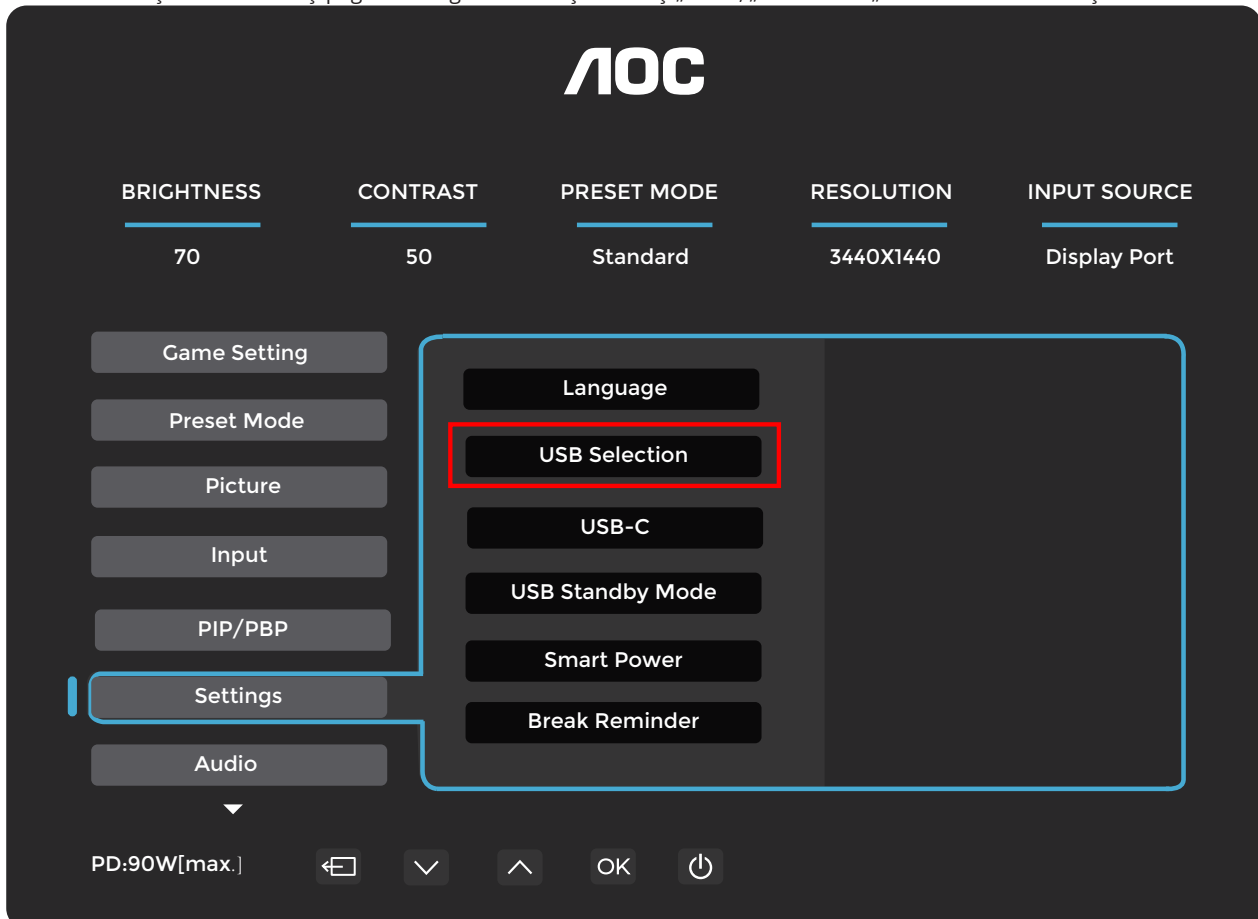 AOC
BRIGHTNESS CONTRAST PRESET MODE RESOLUTION INPUT SOURCE
70 50 Standard 3440X1440 Display Port
Game Setting
Preset Mode
Picture
Input
PIP/PBP
Settings
Audio
Language
USB Selection
USB-C
USB Standby Mode
Smart Power
Break Reminder
PD:90W[max.]
OK